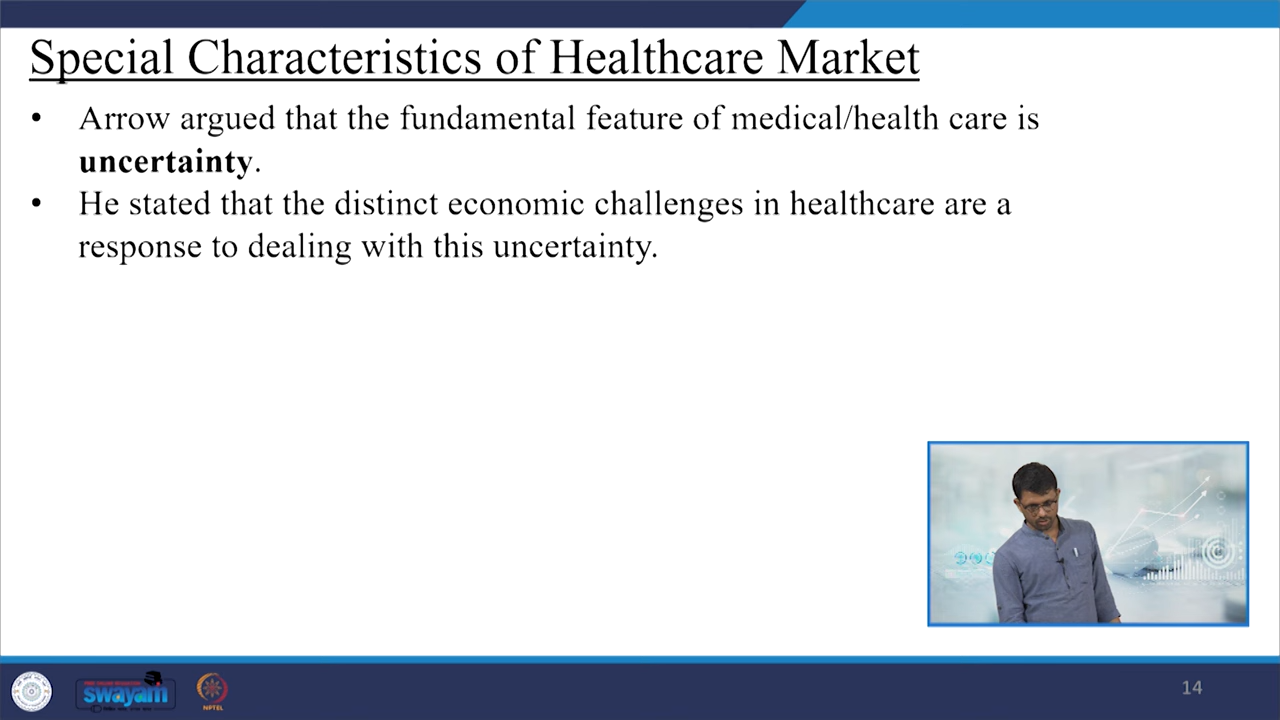 Special Characteristics of Healthcare Market
• Arrow argued that the fundamental feature of medical/health care is
uncertainty.
• He stated that the distinct economic challenges in healthcare are a
response to dealing with this uncertainty.
swayam
NPTEL
14